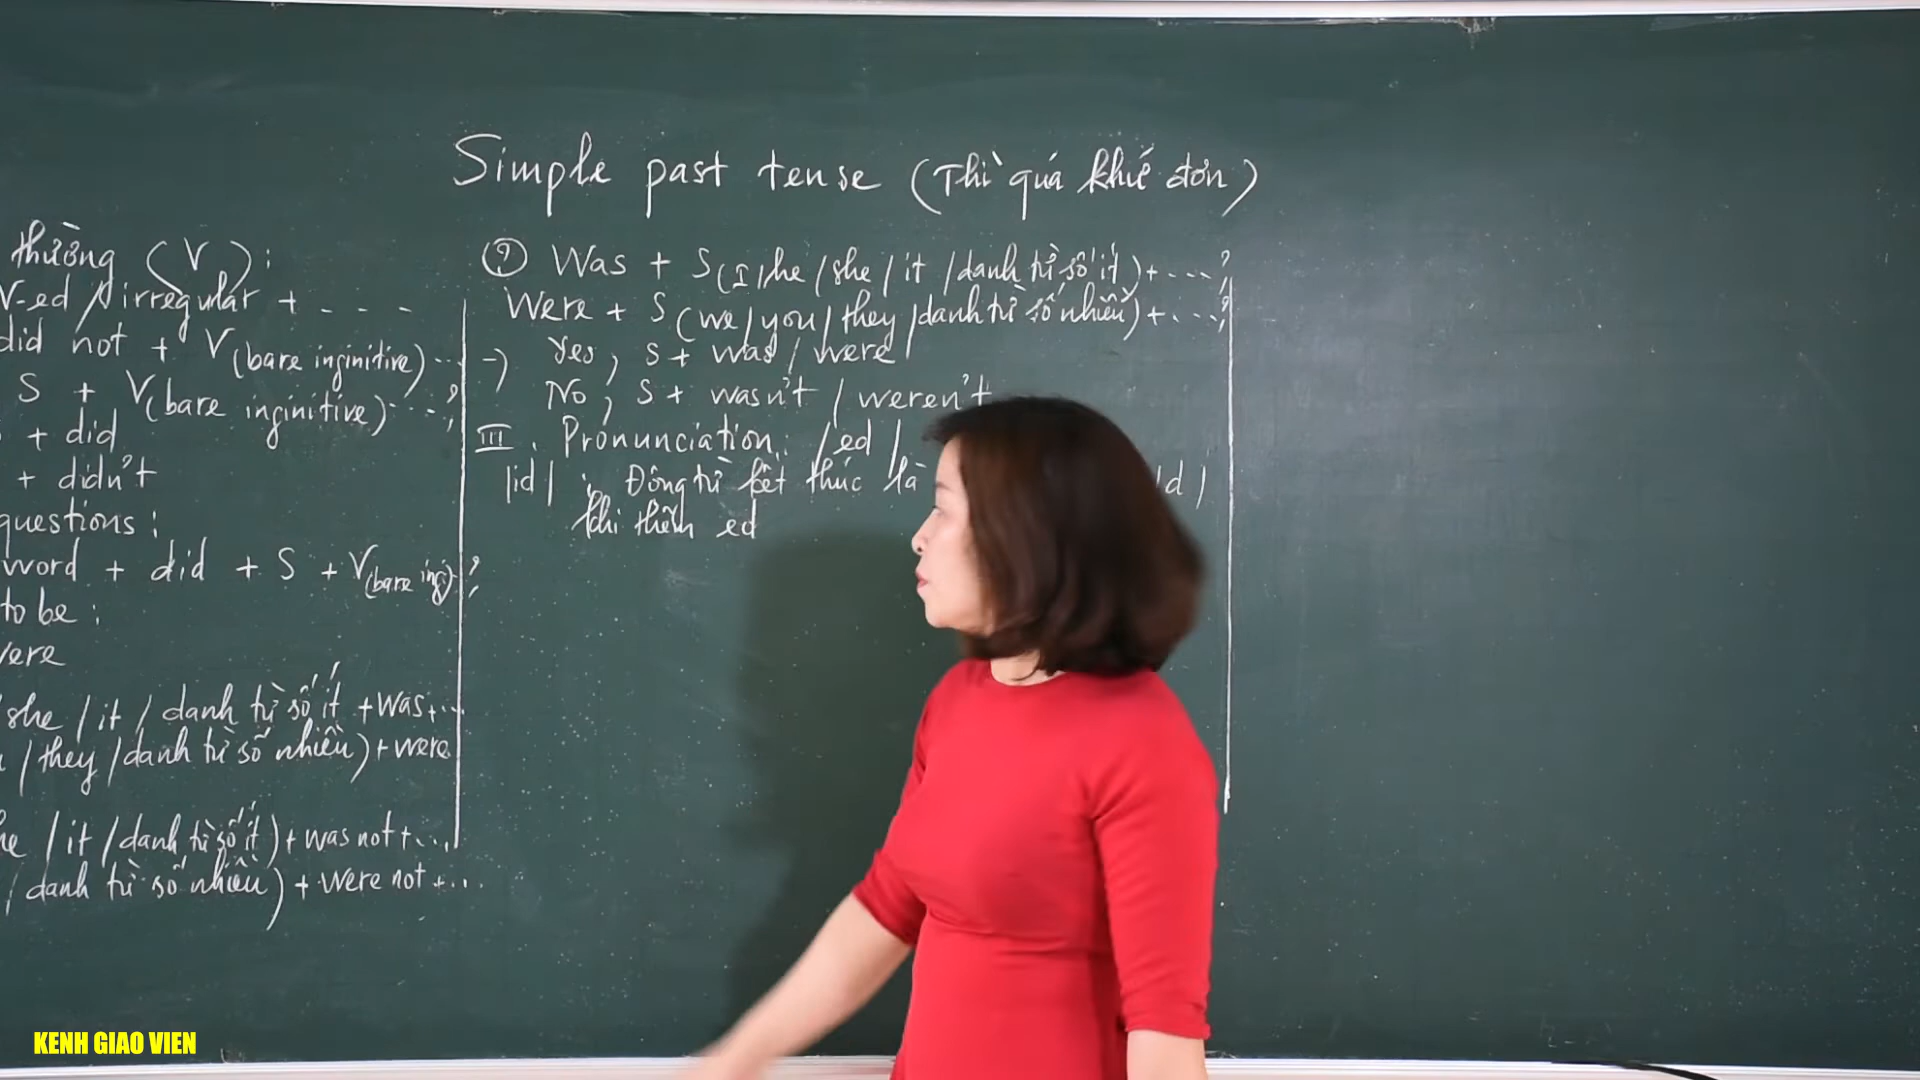 Simple past tense (Thì quá khứ đơn)
thường (V):
V-ed / irregular + - - -
did not + V (bare infinitive)...
S + V (bare infinitive)...?
+ did
+ didn't
questions:
word + did + S + V (bare inf)?
to be:
were
/she / it / danh từ số ít + was + ...
/ they / danh từ số nhiều) + were
he / it / danh từ số ít) + was not + ...
/ danh từ số nhiều) + were not + ...
(?) Was + S (I / he / she / it / danh từ số ít) + - - - ?
Were + S (we / you / they / danh từ số nhiều) + ... ?
-) Yes, S + was / were
No, S + wasn't / weren't
III. Pronunciation: /ed/
/id/: Động từ kết thúc là /d/
khi thêm ed
KENH GIAO VIEN